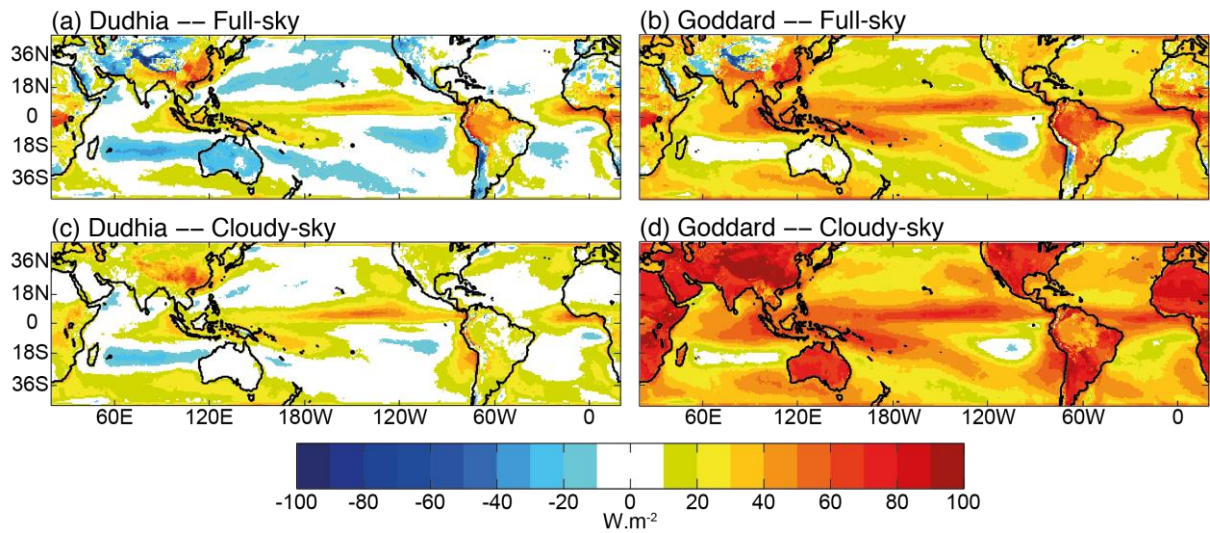 (a) Dudhia –– Full-sky
(b) Goddard –– Full-sky
36N
18N
0
18S
36S
(c) Dudhia –– Cloudy-sky
(d) Goddard –– Cloudy-sky
36N
18N
0
18S
36S
60E 120E 180W 120W 60W 0
60E 120E 180W 120W 60W 0
-100 -80 -60 -40 -20 0 20 40 60 80 100
W.m-2